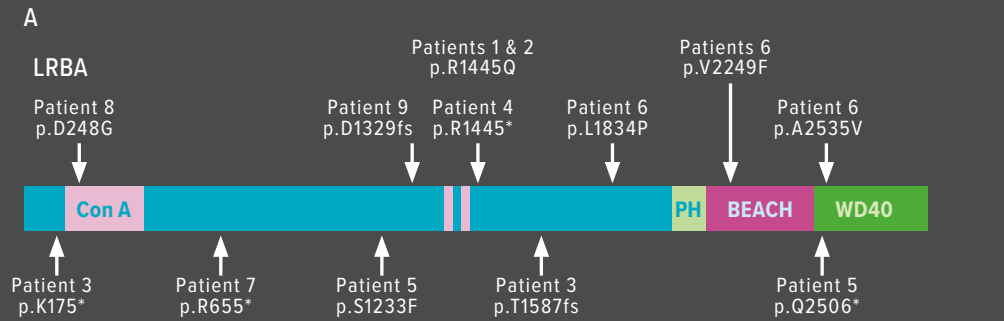 A
LRBA
Patients 1 & 2
p.R1445Q
Patients 6
p.V2249F
Patient 8
p.D248G
Patient 9
p.D1329fs
Patient 4
p.R1445*
Patient 6
p.L1834P
Patient 6
p.A2535V
Con A
PH
BEACH
WD40
Patient 3
p.K175*
Patient 7
p.R655*
Patient 5
p.S1233F
Patient 3
p.T1587fs
Patient 5
p.Q2506*